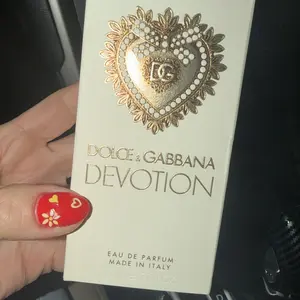 DG
DOLCE & GABBANA
DEVOTION
EAU DE PARFUM
MADE IN ITALY